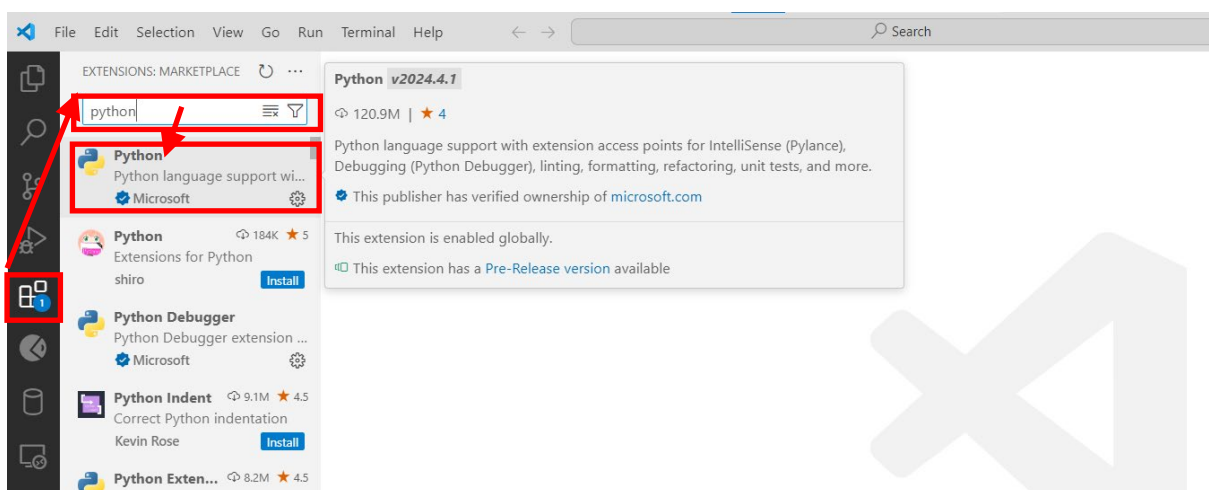 File Edit Selection View Go Run Terminal Help
Search
EXTENSIONS: MARKETPLACE
python
Python
Python language support wi...
Microsoft
Python 184K 5
Extensions for Python
shiro Install
Python Debugger
Python Debugger extension ...
Microsoft
Python Indent 9.1M 4.5
Correct Python indentation
Kevin Rose Install
Python Exten... 8.2M 4.5
1
Python v2024.4.1
120.9M | 4
Python language support with extension access points for IntelliSense (Pylance),
Debugging (Python Debugger), linting, formatting, refactoring, unit tests, and more.
This publisher has verified ownership of microsoft.com
This extension is enabled globally.
This extension has a Pre-Release version available